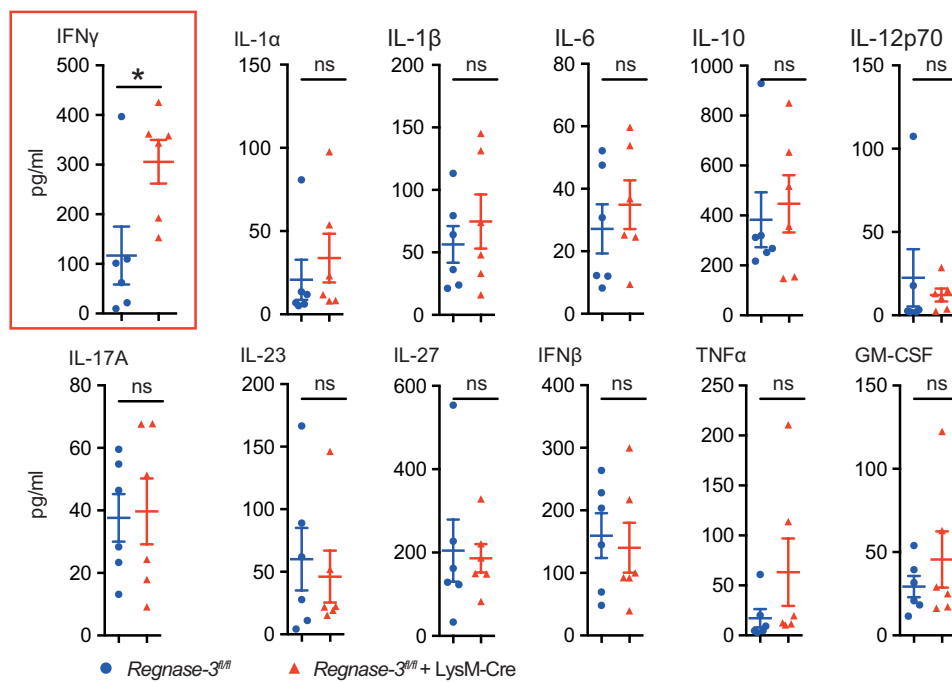 IFNγ IL-1α IL-1β IL-6 IL-10 IL-12p70
* ns ns ns ns ns
pg/ml
500 400 300 200 100 0
150 100 50 0
200 150 100 50 0
80 60 40 20 0
1000 800 600 400 200 0
150 100 50 0
IL-17A IL-23 IL-27 IFNβ TNFα GM-CSF
ns ns ns ns ns ns
pg/ml
80 60 40 20 0
200 150 100 50 0
600 400 200 0
400 300 200 100 0
250 200 150 100 50 0
150 100 50 0
Regnase-3fl/fl Regnase-3fl/fl + LysM-Cre